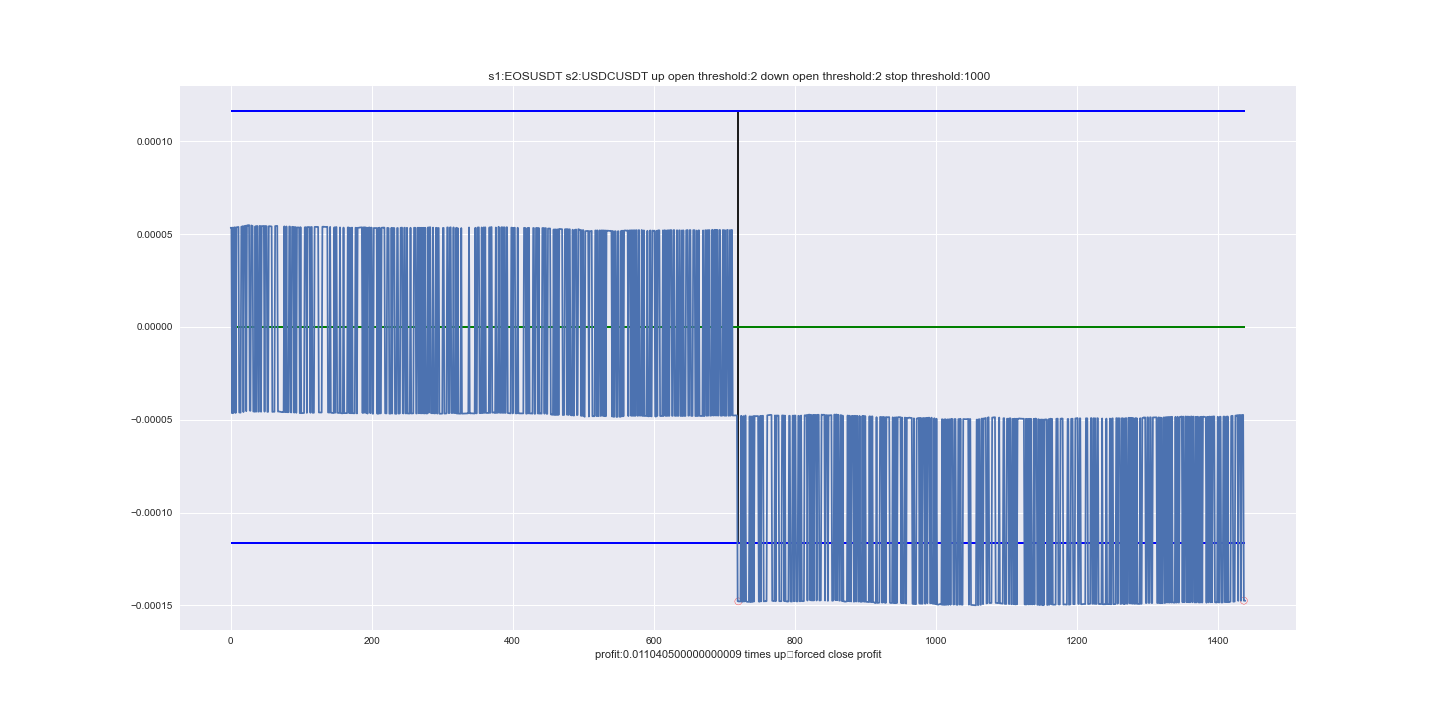 s1:EOSUSDT s2:USDCUSDT up open threshold:2 down open threshold:2 stop threshold:1000
0.00010
0.00005
0.00000
−0.00005
−0.00010
−0.00015
0 200 400 600 800 1000 1200 1400
profit:0.011040500000000009 times up□forced close profit